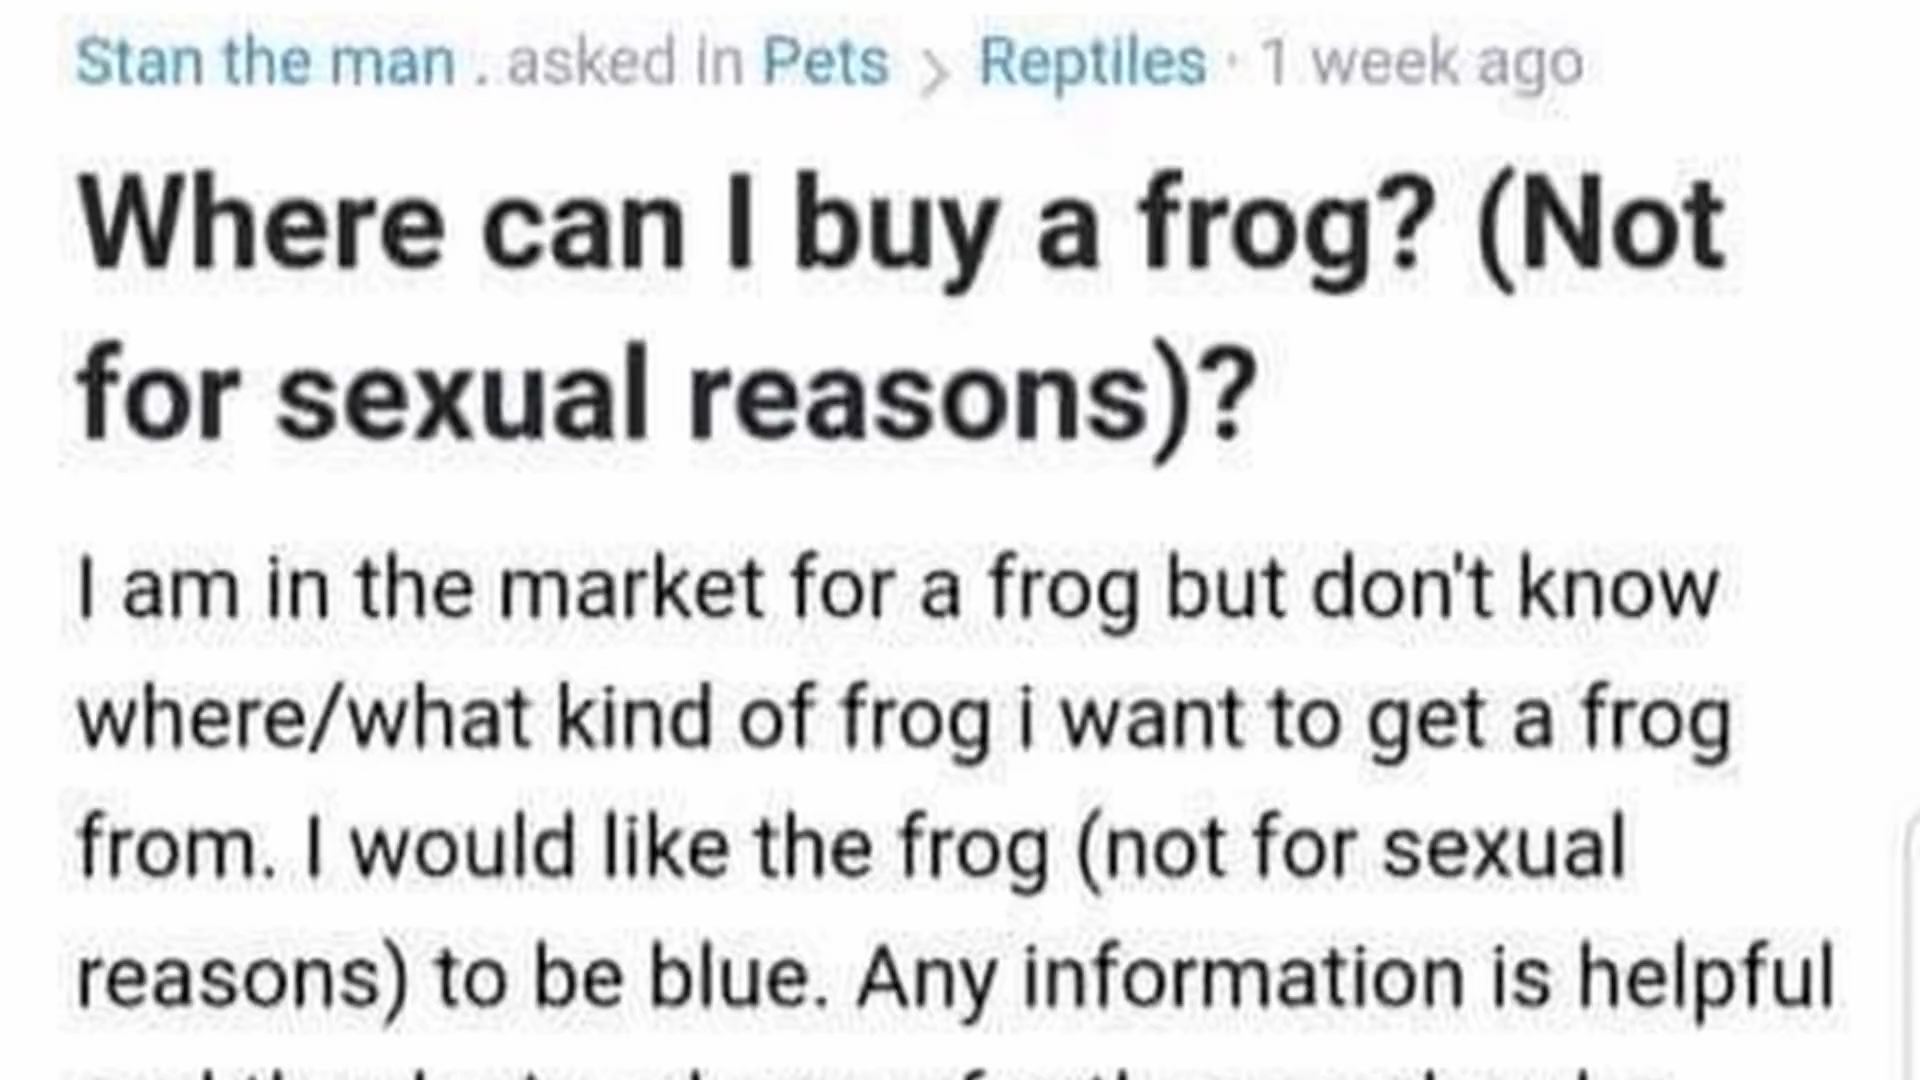 Stan the man . asked in Pets > Reptiles · 1 week ago
Where can I buy a frog? (Not
for sexual reasons)?
I am in the market for a frog but don't know
where/what kind of frog i want to get a frog
from. I would like the frog (not for sexual
reasons) to be blue. Any information is helpful